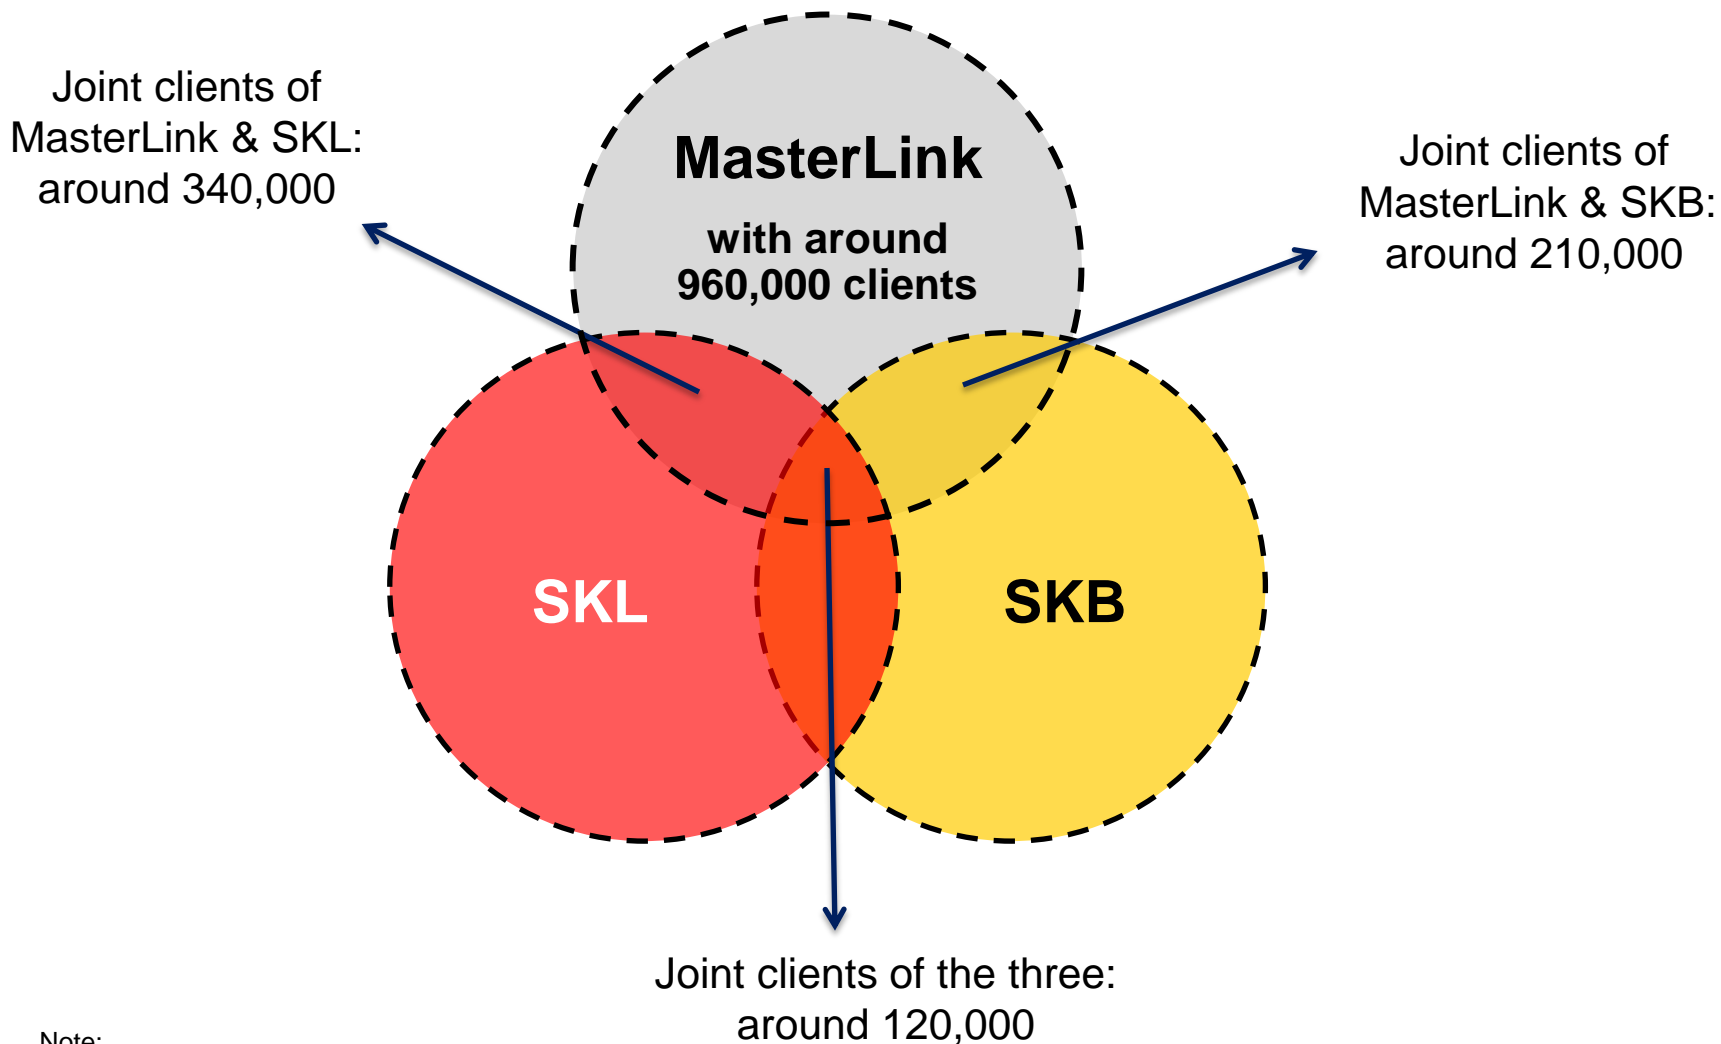 Joint clients of
MasterLink & SKL:
around 340,000
MasterLink
with around
960,000 clients
Joint clients of
MasterLink & SKB:
around 210,000
SKL
SKB
Joint clients of the three:
around 120,000
Note: